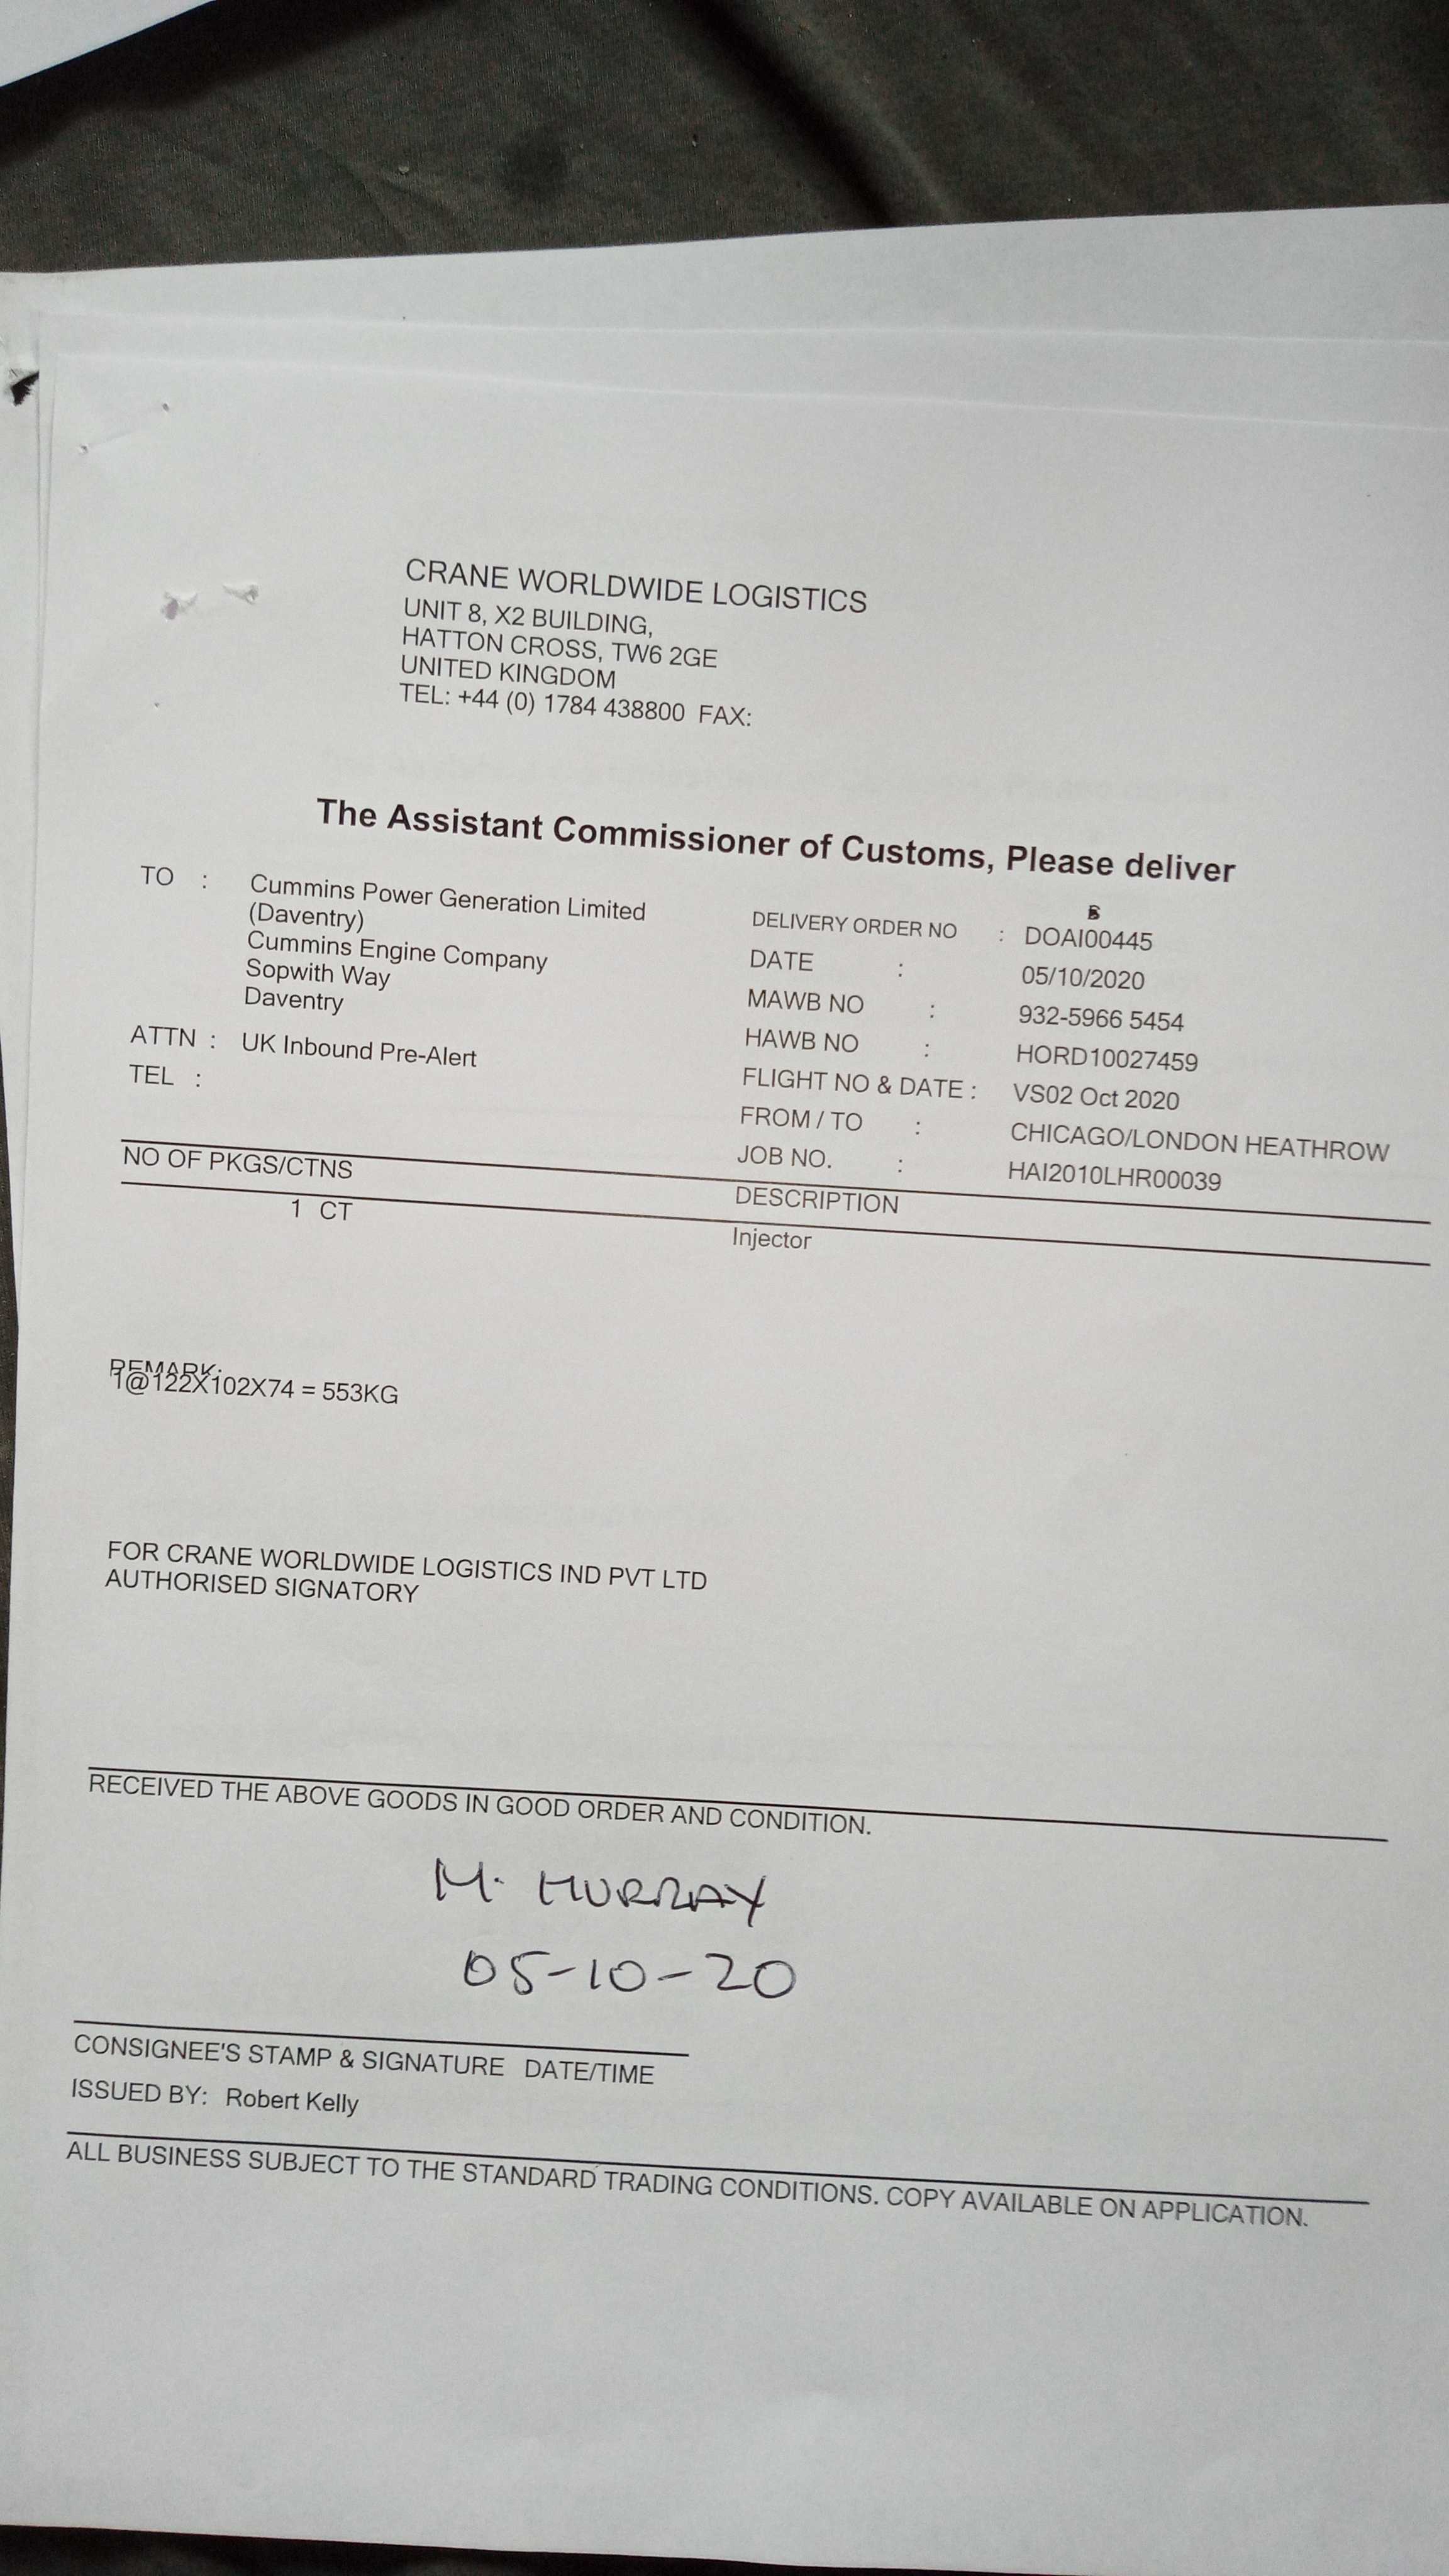 CRANE WORLDWIDE LOGISTICS
UNIT 8, X2 BUILDING,
HATTON CROSS, TW6 2GE
UNITED KINGDOM
TEL: +44 (0) 1784 438800 FAX:
The Assistant Commissioner of Customs, Please deliver
TO : Cummins Power Generation Limited
(Daventry)
Cummins Engine Company
Sopwith Way
Daventry
ATTN : UK Inbound Pre-Alert
TEL :
DELIVERY ORDER NO : DOAI00445
DATE : 05/10/2020
MAWB NO : 932-5966 5454
HAWB NO : HORD10027459
FLIGHT NO & DATE : VS02 Oct 2020
FROM / TO : CHICAGO/LONDON HEATHROW
JOB NO. : HAI2010LHR00039
NO OF PKGS/CTNS DESCRIPTION
1 CT Injector
REMARK:
1@122X102X74 = 553KG
FOR CRANE WORLDWIDE LOGISTICS IND PVT LTD
AUTHORISED SIGNATORY
RECEIVED THE ABOVE GOODS IN GOOD ORDER AND CONDITION.
M. MURRAY
05-10-20
CONSIGNEE'S STAMP & SIGNATURE DATE/TIME
ISSUED BY: Robert Kelly
ALL BUSINESS SUBJECT TO THE STANDARD TRADING CONDITIONS. COPY AVAILABLE ON APPLICATION.